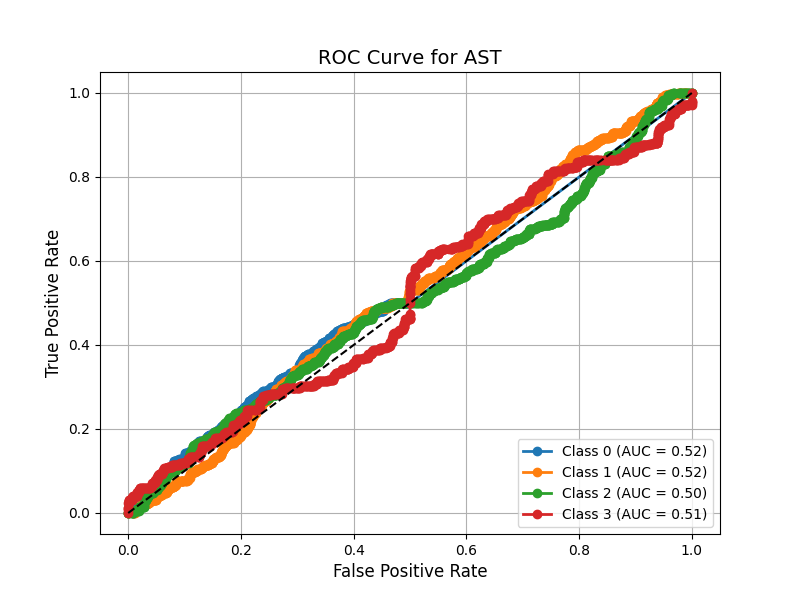 ROC Curve for AST
True Positive Rate
1.0
0.8
0.6
0.4
0.2
0.0
0.0 0.2 0.4 0.6 0.8 1.0
False Positive Rate
Class 0 (AUC = 0.52)
Class 1 (AUC = 0.52)
Class 2 (AUC = 0.50)
Class 3 (AUC = 0.51)